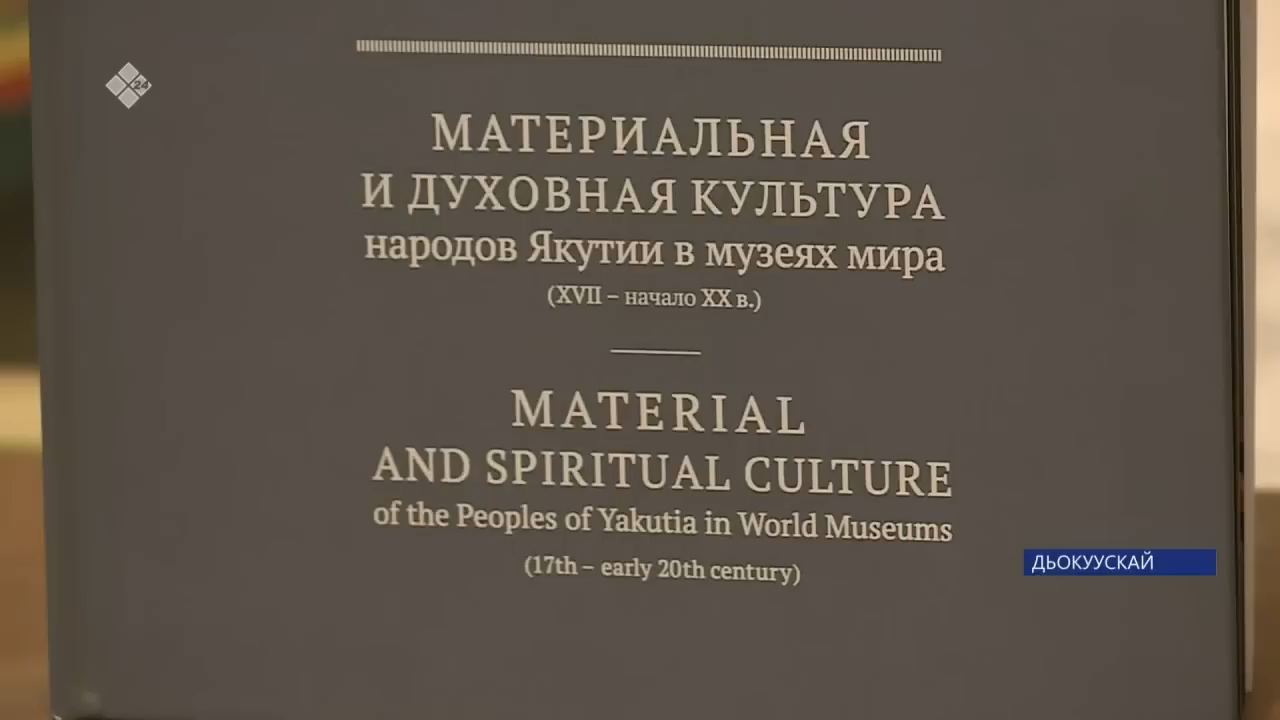 24
МАТЕРИАЛЬНАЯ
И ДУХОВНАЯ КУЛЬТУРА
народов Якутии в музеях мира
(XVII – начало XX в.)
MATERIAL
AND SPIRITUAL CULTURE
of the Peoples of Yakutia in World Museums
(17th – early 20th century)
ДЬОКУУСКАЙ